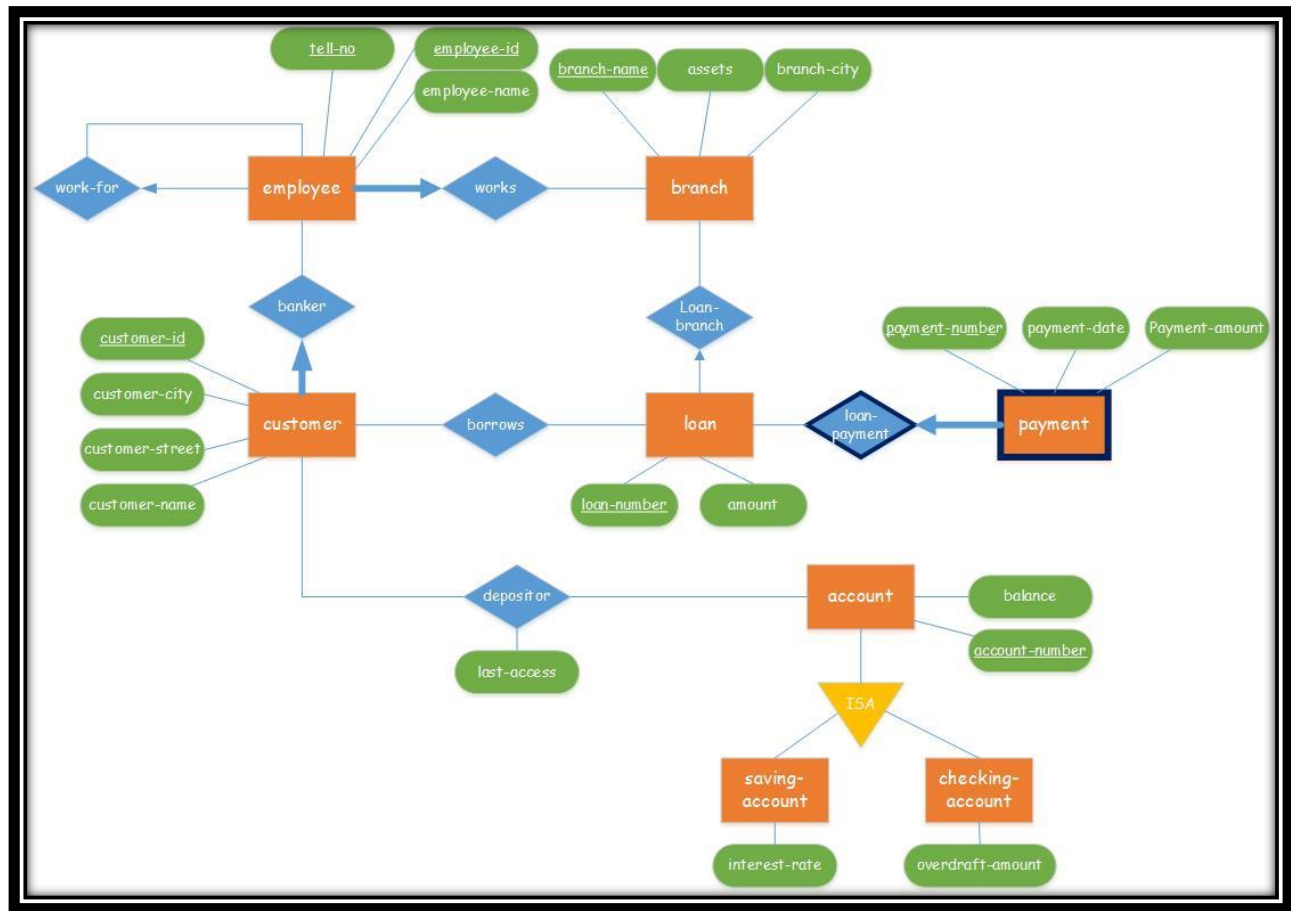 tell-no
employee-id
employee-name
branch-name
assets
branch-city
work-for
employee
works
branch
banker
Loan-
branch
customer-id
customer-city
customer-street
customer-name
customer
borrows
loan
loan-
payment
payment
payment-number
payment-date
Payment-amount
loan-number
amount
depositor
last-access
account
balance
account-number
ISA
saving-
account
checking-
account
interest-rate
overdraft-amount